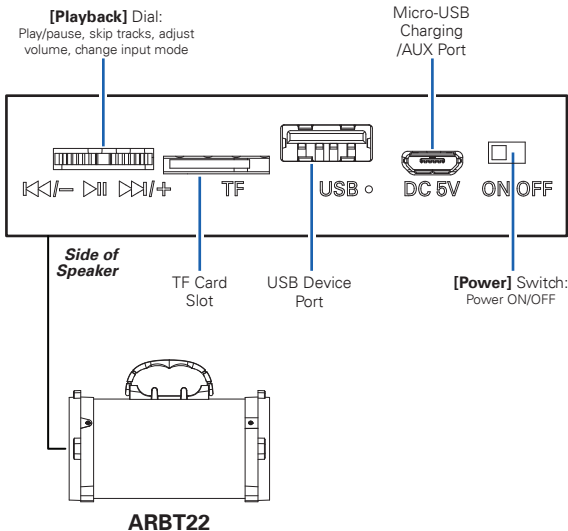 [Playback] Dial:
Play/pause, skip tracks, adjust
volume, change input mode
Micro-USB
Charging
/AUX Port
/– /+ TF USB DC 5V ON/OFF
Side of
Speaker
TF Card
Slot
USB Device
Port
[Power] Switch:
Power ON/OFF
ARBT22